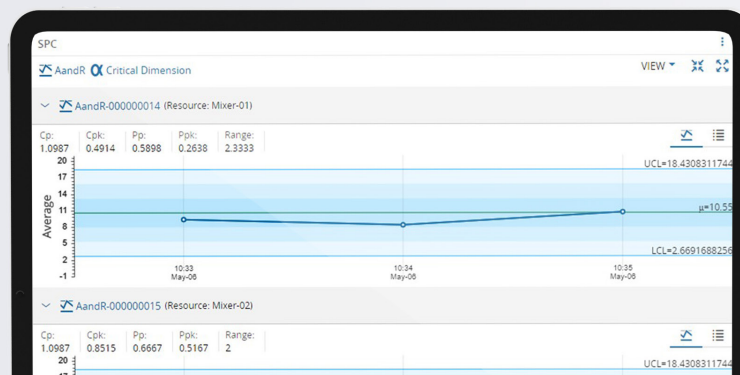 SPC
AandR α Critical Dimension
VIEW
AandR-000000014 (Resource: Mixer-01)
Cp: Cpk: Pp: Ppk: Range:
1.0987 0.4914 0.5898 0.2638 2.3333
20
UCL=18.4308311744
17
14
Average
11
μ=10.55
8
5
LCL=2.6691688256
2
-1
10:33 10:34 10:35
May-06 May-06 May-06
AandR-000000015 (Resource: Mixer-02)
Cp: Cpk: Pp: Ppk: Range:
1.0987 0.8515 0.6667 0.5167 2
20
UCL=18.4308311744
17